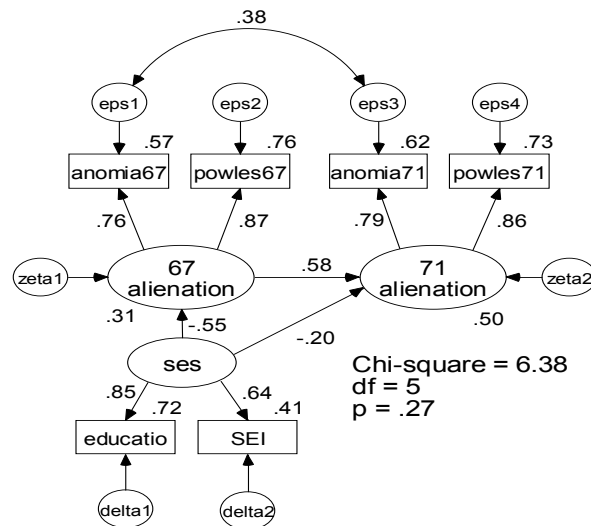 .38
eps1
eps2
eps3
eps4
.57
.76
.62
.73
anomia67
powles67
anomia71
powles71
.76
.87
.79
.86
zeta1
67
alienation
.58
71
alienation
zeta2
.31
-.55
-.20
.50
ses
Chi-square = 6.38
df = 5
p = .27
.85
.72
.64
.41
educatio
SEI
delta1
delta2